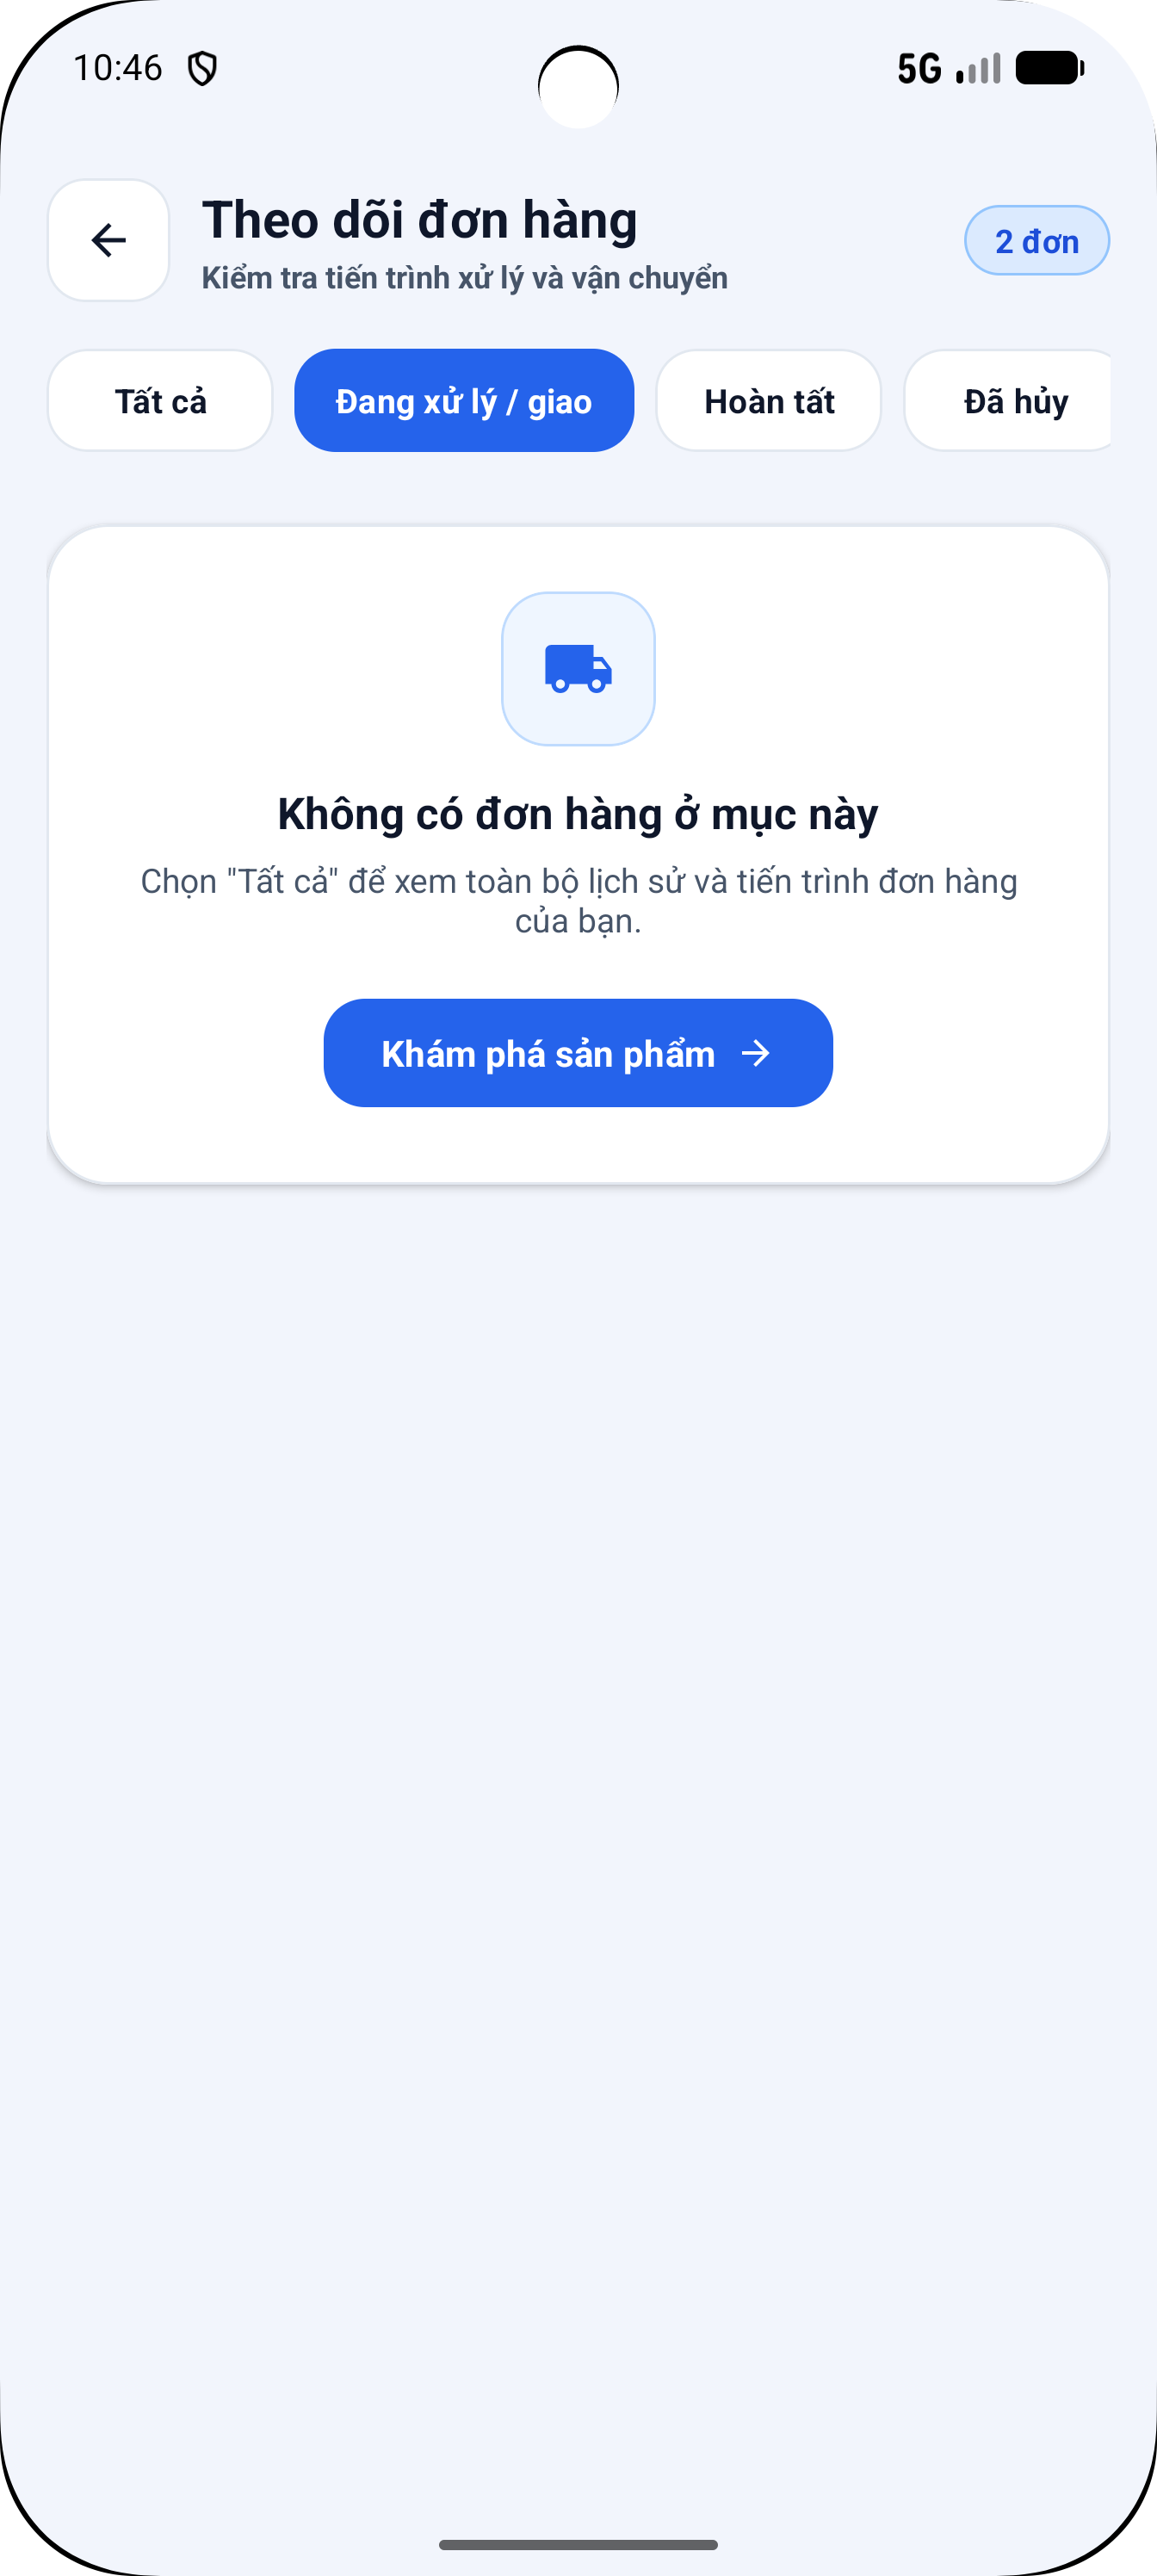 10:46
5G
Theo dõi đơn hàng
Kiểm tra tiến trình xử lý và vận chuyển
2 đơn
Tất cả
Đang xử lý / giao
Hoàn tất
Đã hủy
Không có đơn hàng ở mục này
Chọn "Tất cả" để xem toàn bộ lịch sử và tiến trình đơn hàng
của bạn.
Khám phá sản phẩm